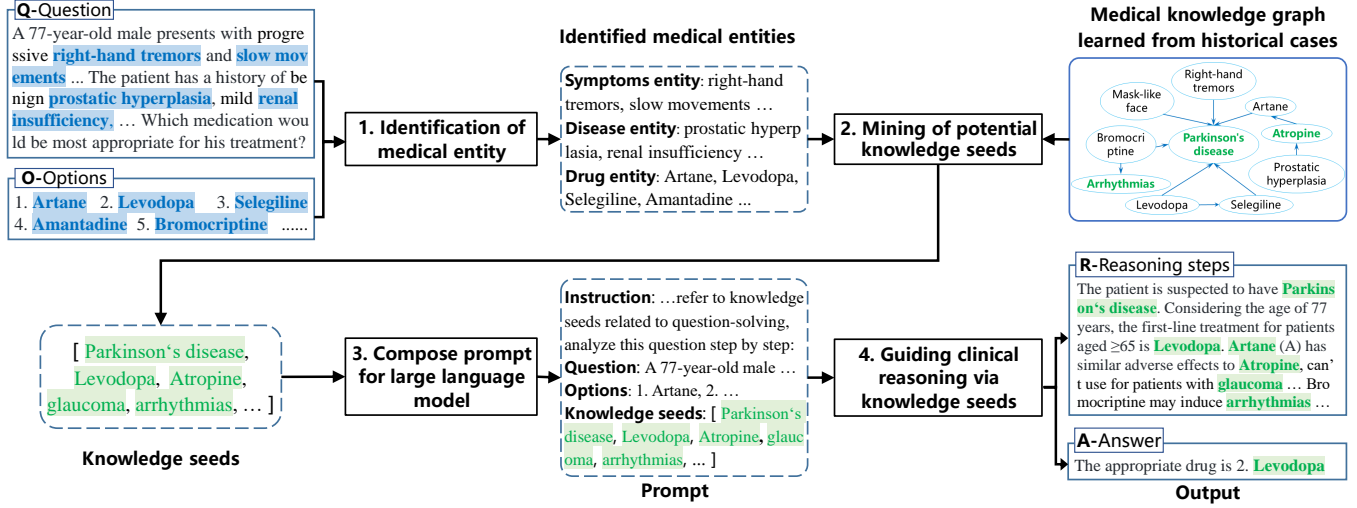 Q-Question
A 77-year-old male presents with progre
ssive right-hand tremors and slow mov
ements ... The patient has a history of be
nign prostatic hyperplasia, mild renal
insufficiency, … Which medication wou
ld be most appropriate for his treatment?
O-Options
1. Artane 2. Levodopa 3. Selegiline
4. Amantadine 5. Bromocriptine ......
1. Identification of
medical entity
Identified medical entities
Symptoms entity: right-hand
tremors, slow movements …
Disease entity: prostatic hyperp
lasia, renal insufficiency …
Drug entity: Artane, Levodopa,
Selegiline, Amantadine ...
2. Mining of potential
knowledge seeds
Medical knowledge graph
learned from historical cases
Right-hand
tremors
Mask-like
face
Artane
Bromocri
ptine
Parkinson's
disease
Atropine
Arrhythmias
Prostatic
hyperplasia
Levodopa
Selegiline
[ Parkinson‘s disease,
Levodopa, Atropine,
glaucoma, arrhythmias, … ]
Knowledge seeds
3. Compose prompt
for large language
model
Instruction: …refer to knowledge
seeds related to question-solving,
analyze this question step by step:
Question: A 77-year-old male …
Options: 1. Artane, 2. …
Knowledge seeds: [ Parkinson‘s
disease, Levodopa, Atropine, glauc
oma, arrhythmias, ... ]
Prompt
4. Guiding clinical
reasoning via
knowledge seeds
R-Reasoning steps
The patient is suspected to have Parkins
on‘s disease. Considering the age of 77
years, the first-line treatment for patients
aged ≥65 is Levodopa. Artane (A) has
similar adverse effects to Atropine, can’
t use for patients with glaucoma … Bro
mocriptine may induce arrhythmias …
A-Answer
The appropriate drug is 2. Levodopa
Output